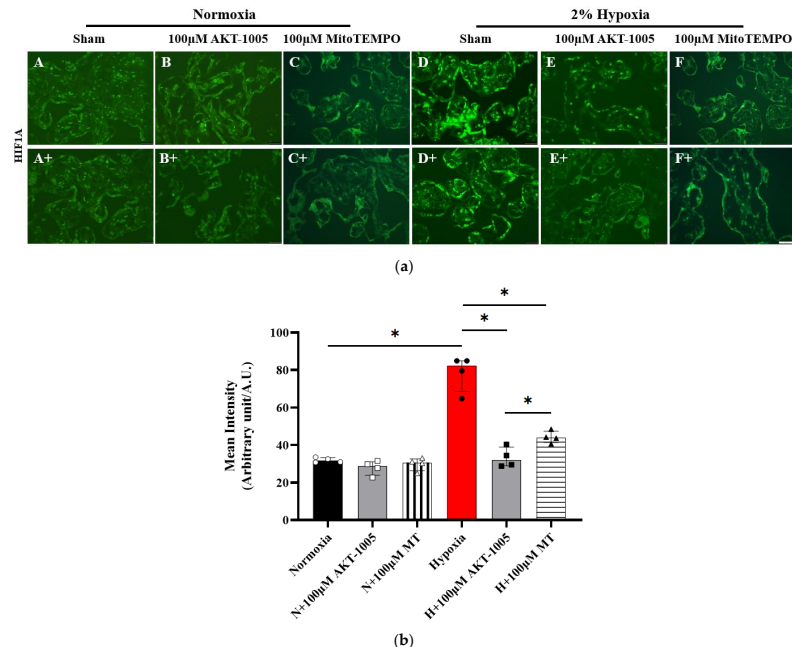 Normoxia 2% Hypoxia
Sham 100µM AKT-1005 100µM MitoTEMPO Sham 100µM AKT-1005 100µM MitoTEMPO
HIF1A
A B C D E F
A+ B+ C+ D+ E+ F+
(a)
* 
* 
* 
* 
Mean Intensity
(Arbitrary unit/A.U.)
100
80
60
40
20
0
Normoxia
N+100µM AKT-1005
N+100µM MT
Hypoxia
H+100µM AKT-1005
H+100µM MT
(b)